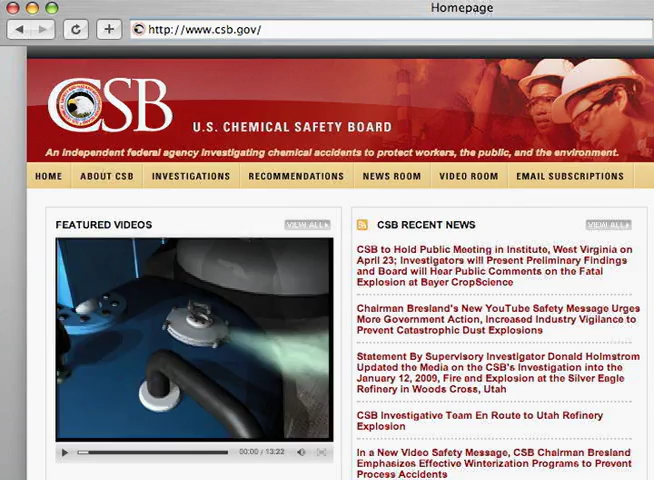 Homepage
http://www.csb.gov/
CSB
U.S. CHEMICAL SAFETY BOARD
An independent federal agency investigating chemical accidents to protect workers, the public, and the environment.
HOME ABOUT CSB INVESTIGATIONS RECOMMENDATIONS NEWS ROOM VIDEO ROOM EMAIL SUBSCRIPTIONS
FEATURED VIDEOS VIEW ALL
00:00 / 13:22
CSB RECENT NEWS VIEW ALL
CSB to Hold Public Meeting in Institute, West Virginia on
April 23; Investigators will Present Preliminary Findings
and Board will Hear Public Comments on the Fatal
Explosion at Bayer CropScience
Chairman Bresland's New YouTube Safety Message Urges
More Government Action, Increased Industry Vigilance to
Prevent Catastrophic Dust Explosions
Statement By Supervisory Investigator Donald Holmstrom
Updated the Media on the CSB's Investigation into the
January 12, 2009, Fire and Explosion at the Silver Eagle
Refinery in Woods Cross, Utah
CSB Investigative Team En Route to Utah Refinery
Explosion
In a New Video Safety Message, CSB Chairman Bresland
Emphasizes Effective Winterization Programs to Prevent
Process Accidents